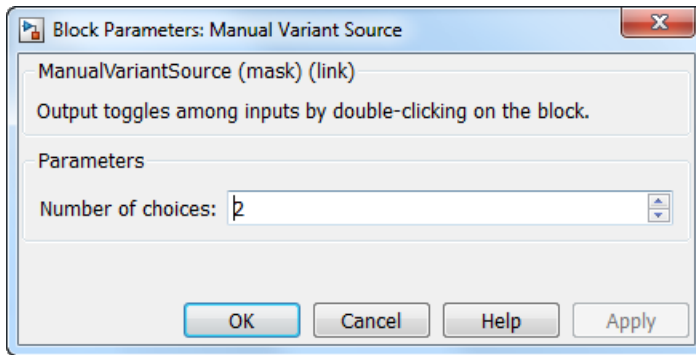 Block Parameters: Manual Variant Source
ManualVariantSource (mask) (link)
Output toggles among inputs by double-clicking on the block.
Parameters
Number of choices: 2
OK Cancel Help Apply